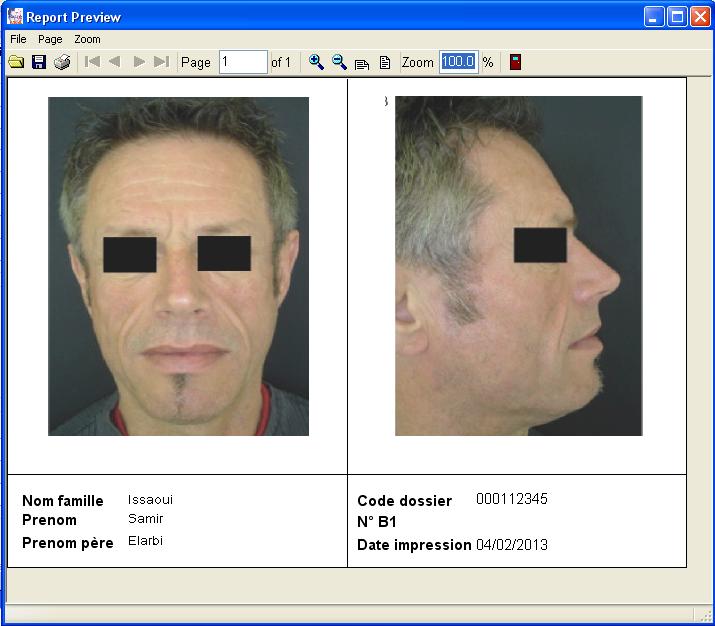 Report Preview
File Page Zoom
Page 1 of 1 Zoom 100.0 %
Nom famille Issaoui
Prenom Samir
Prenom père Elarbi
Code dossier 000112345
N° B1
Date impression 04/02/2013